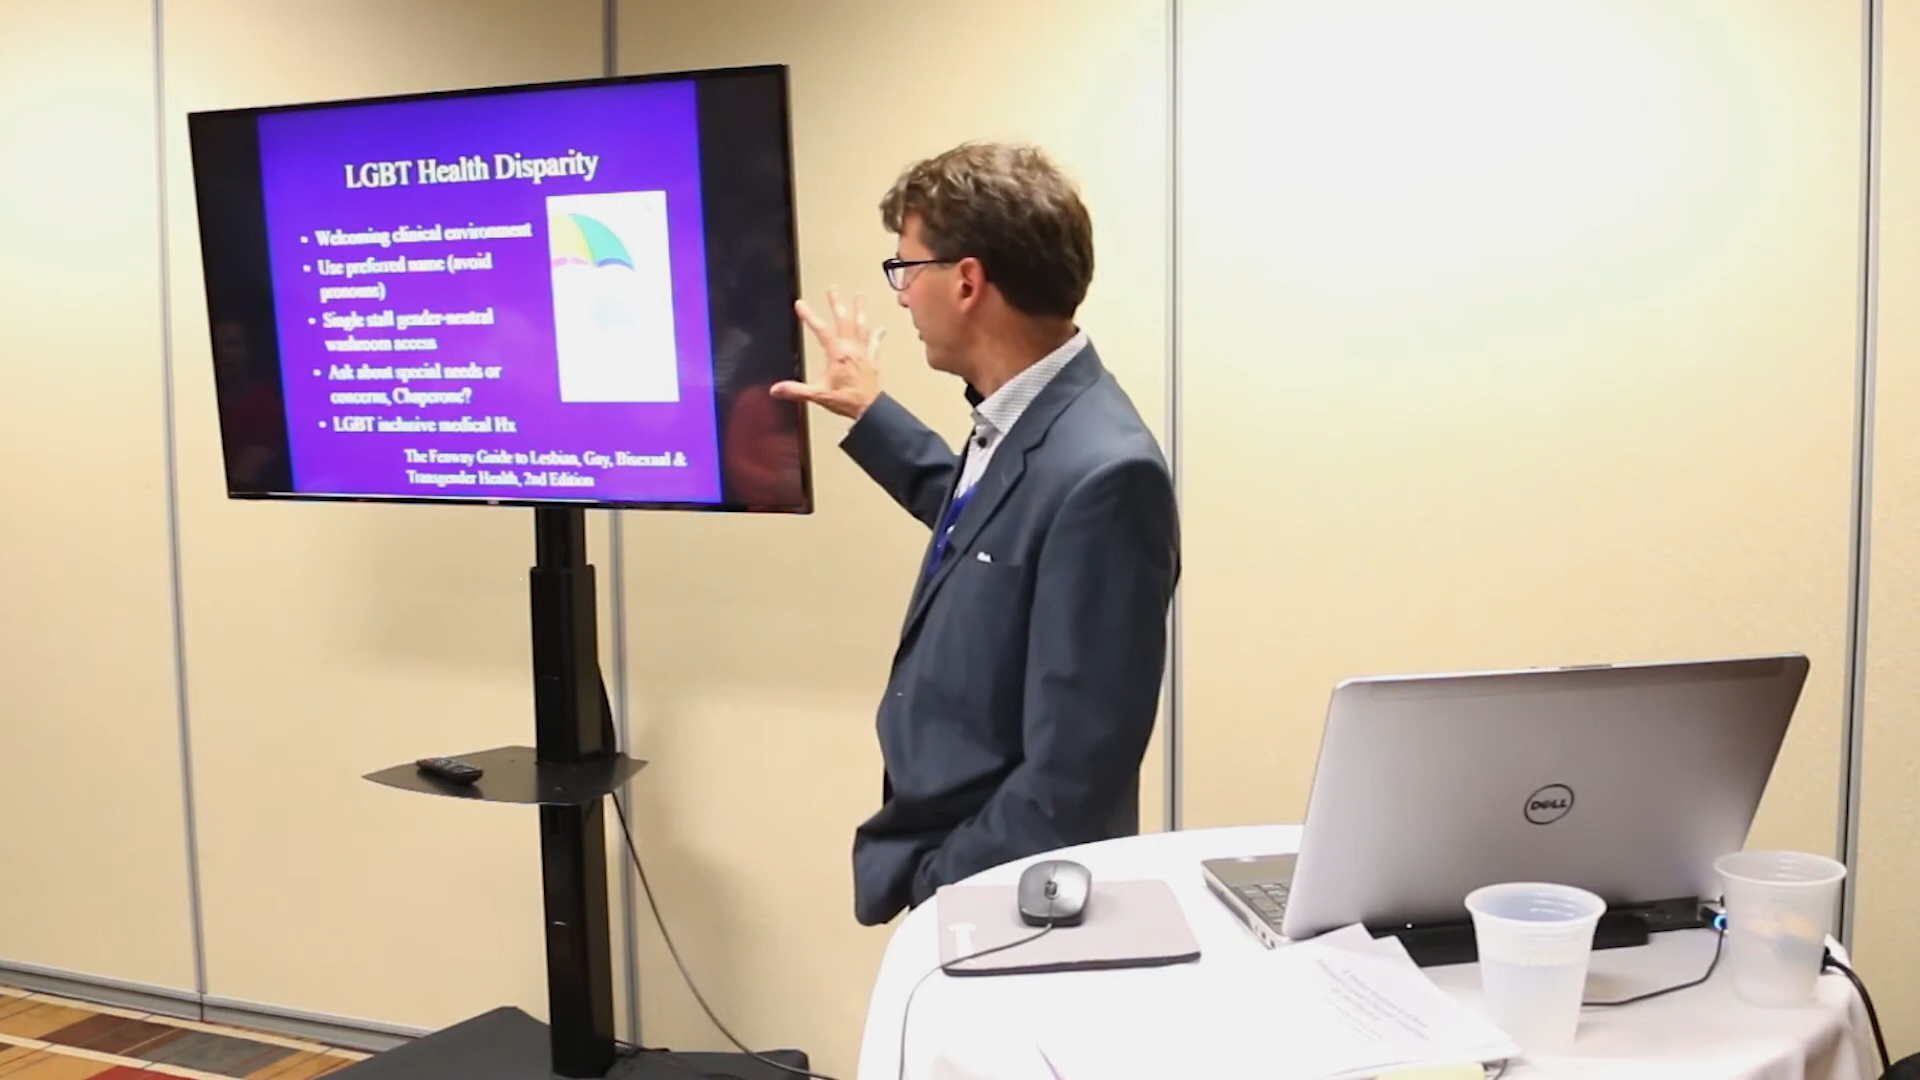 LGBT Health Disparity
• Welcoming clinical environment
• Use preferred name (avoid
pronouns)
• Single stall gender-neutral
washroom access
• Ask about special needs or
concerns, Chaperone?
• LGBT inclusive medical Hx
The Fenway Guide to Lesbian, Gay, Bisexual &
Transgender Health, 2nd Edition
DELL